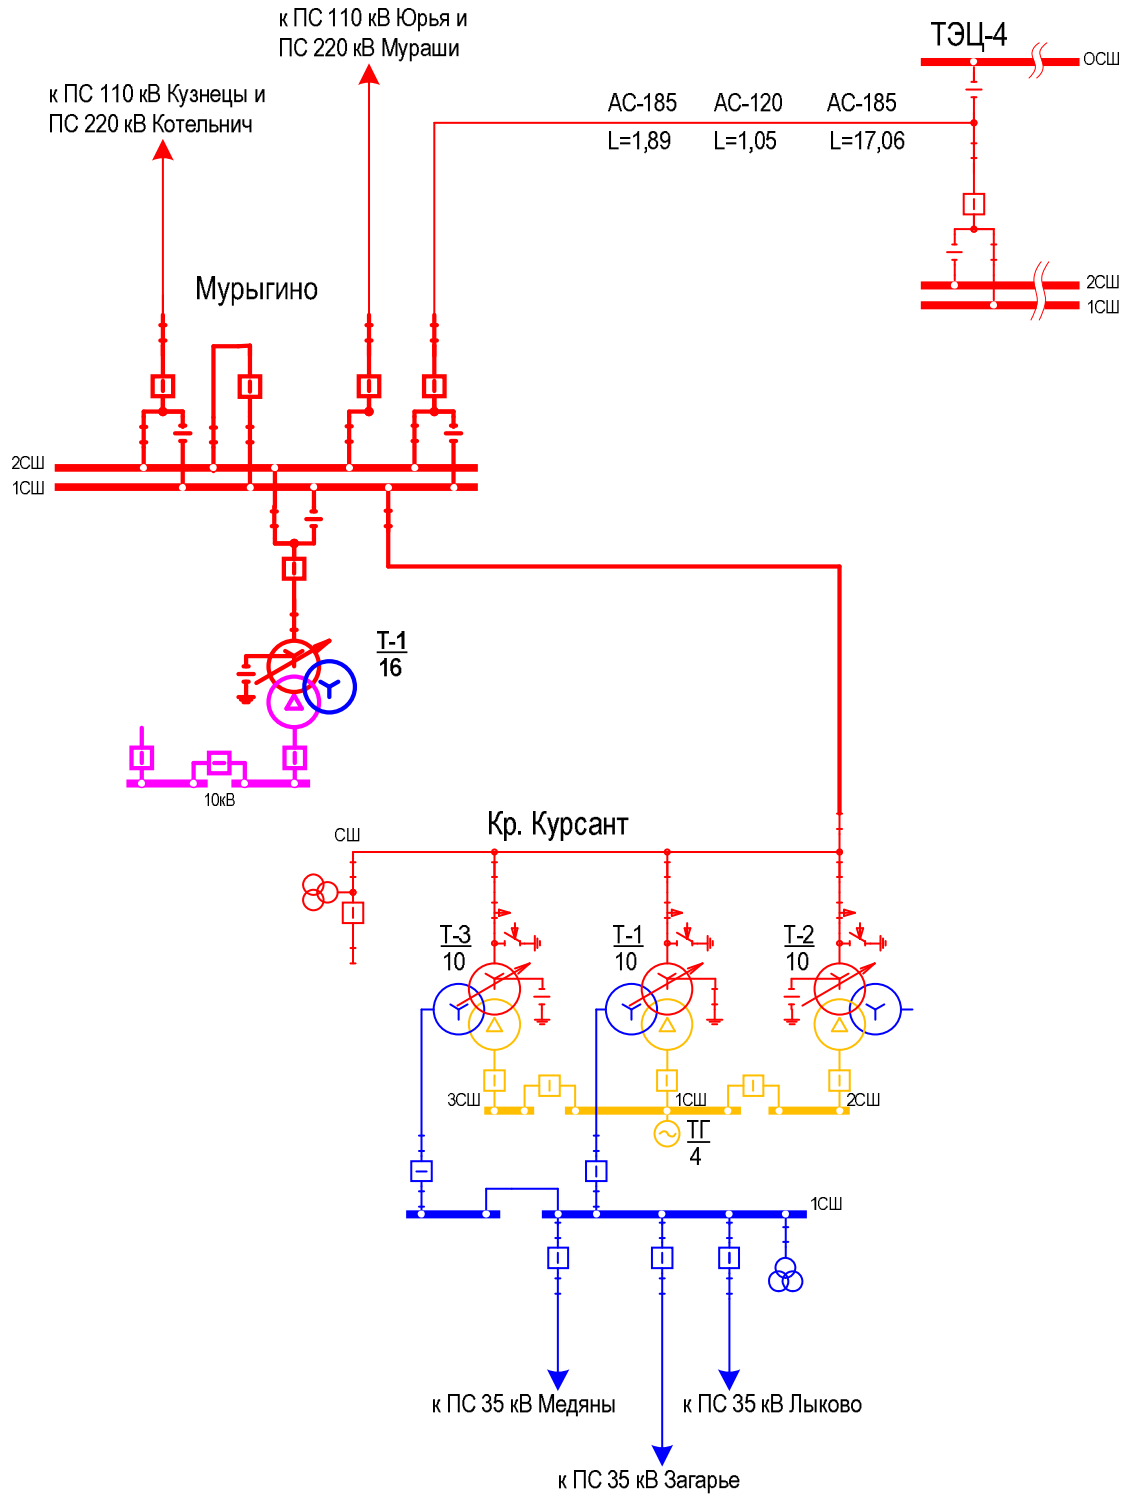 к ПС 110 кВ Юрья и
ПС 220 кВ Мураши
ТЭЦ-4
ОСШ
к ПС 110 кВ Кузнецы и
ПС 220 кВ Котельнич
АС-185 АС-120 АС-185
L=1,89 L=1,05 L=17,06
Мурыгино
2СШ
1СШ
2СШ
1СШ
Т-1
16
10кВ
Кр. Курсант
СШ
Т-3
10
Т-1
10
Т-2
10
3СШ
1СШ
2СШ
ТГ
4
1СШ
к ПС 35 кВ Медяны
к ПС 35 кВ Лыково
к ПС 35 кВ Загарье